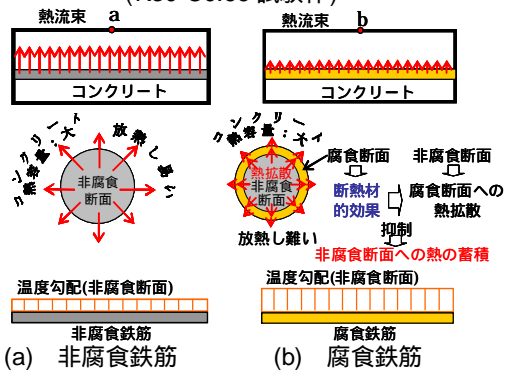 a
b
熱流束
熱流束
コンクリート
コンクリート
コンクリート
熱容量：大
放熱し易い
非腐食
断面
コンクリート
熱容量：大
熱拡散
非腐食
断面
放熱し難い
腐食断面
断熱材
的効果
非腐食断面
腐食断面への
熱拡散
抑制
非腐食断面への熱の蓄積
温度勾配(非腐食断面)
温度勾配(非腐食断面)
非腐食鉄筋
腐食鉄筋
(a) 非腐食鉄筋
(b) 腐食鉄筋